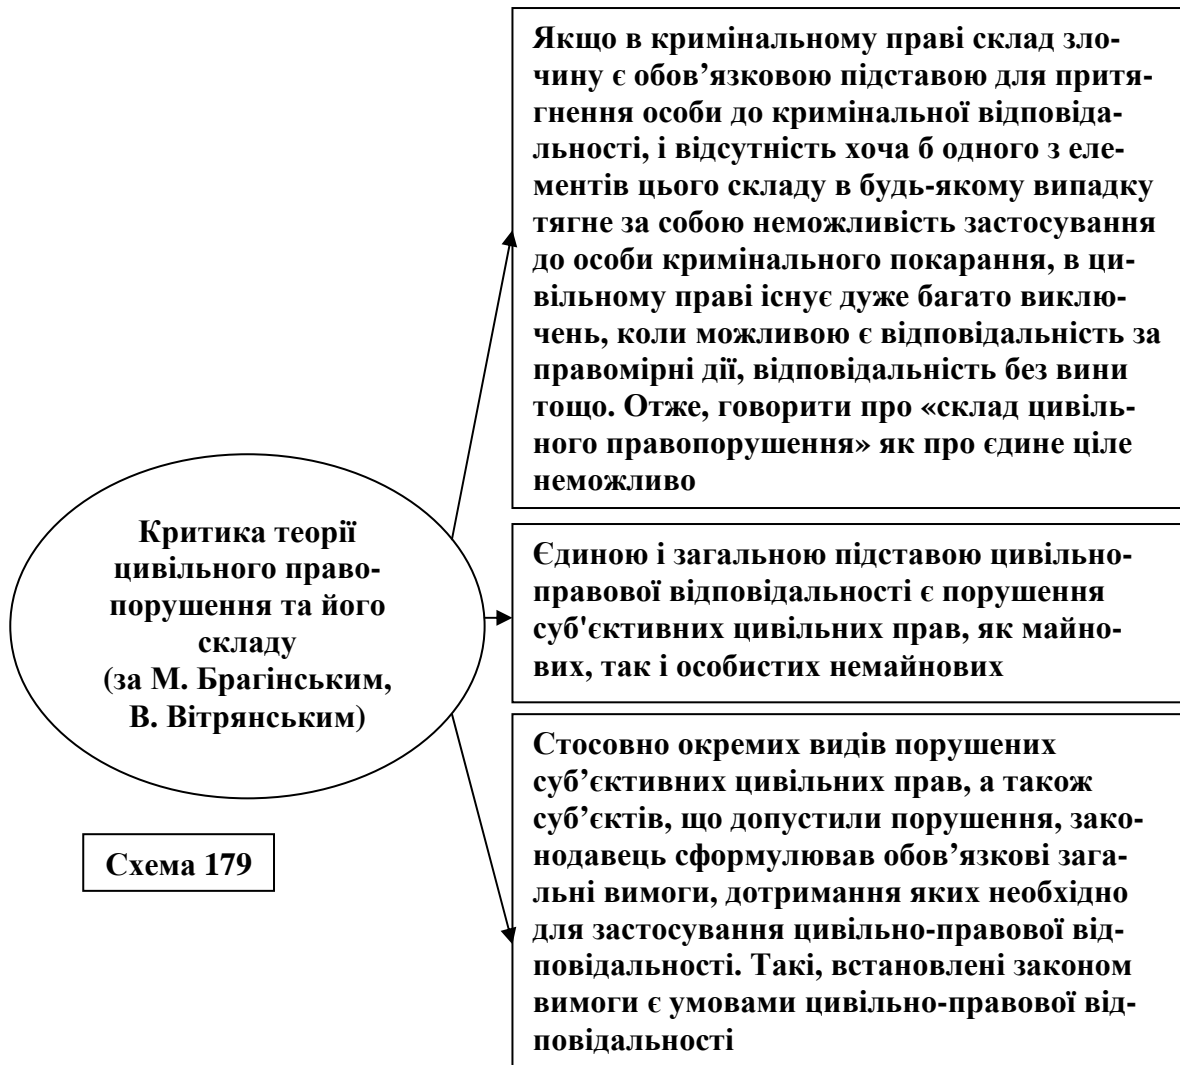 Якщо в кримінальному праві склад зло-
чину є обов’язковою підставою для притя-
гнення особи до кримінальної відповіда-
льності, і відсутність хоча б одного з еле-
ментів цього складу в будь-якому випадку
тягне за собою неможливість застосування
до особи кримінального покарання, в ци-
вільному праві існує дуже багато виклю-
чень, коли можливою є відповідальність за
правомірні дії, відповідальність без вини
тощо. Отже, говорити про «склад цивіль-
ного правопорушення» як про єдине ціле
неможливо
Критика теорії
цивільного право-
порушення та його
складу
(за М. Брагінським,
В. Вітрянським)
Єдиною і загальною підставою цивільно-
правової відповідальності є порушення
суб'єктивних цивільних прав, як майно-
вих, так і особистих немайнових
Стосовно окремих видів порушених
суб’єктивних цивільних прав, а також
суб’єктів, що допустили порушення, зако-
нодавець сформулював обов’язкові зага-
льні вимоги, дотримання яких необхідно
для застосування цивільно-правової від-
повідальності. Такі, встановлені законом
вимоги є умовами цивільно-правової від-
повідальності
Схема 179